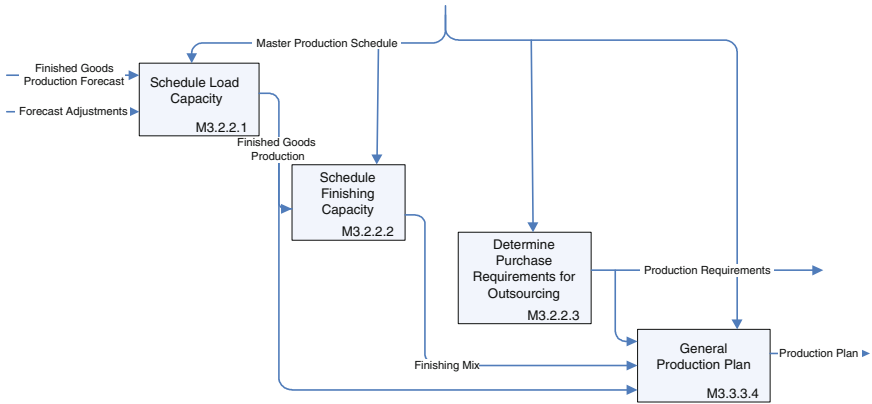 Master Production Schedule
Finished Goods
Production Forecast
Forecast Adjustments
Schedule Load
Capacity
M3.2.2.1
Finished Goods
Production
Schedule
Finishing
Capacity
M3.2.2.2
Determine
Purchase
Requirements for
Outsourcing
M3.2.2.3
Production Requirements
General
Production Plan
M3.3.3.4
Production Plan
Finishing Mix